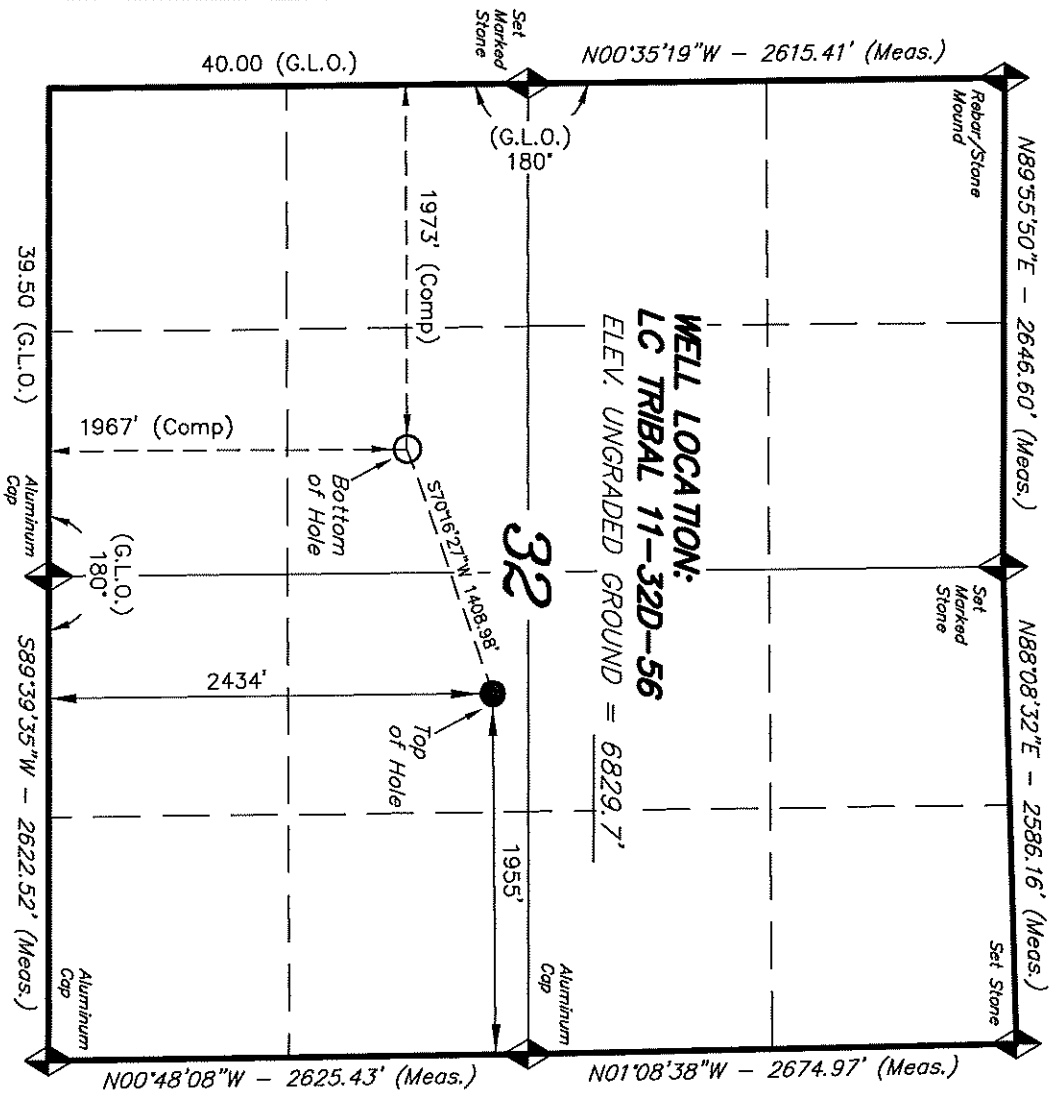 N89°55'50"E - 2646.60' (Meas.)
N88°08'32"E - 2586.16' (Meas.)
Rebar/Stone
Mound
Set
Marked
Stone
Set Stone
N00°35'19"W - 2615.41' (Meas.)
N01°08'38"W - 2674.97' (Meas.)
WELL LOCATION:
LC TRIBAL 11-32D-56
ELEV. UNGRADED GROUND = 6829.7'
Set
Marked
Stone
(G.L.O.)
180°
32
Aluminum
Cap
1973' (Comp)
S70°16'27"W 1408.98'
1955'
Top
of Hole
Bottom
of Hole
40.00 (G.L.O.)
1967' (Comp)
2434'
N00°48'08"W - 2625.43' (Meas.)
(G.L.O.)
180°
Aluminum
Cap
Aluminum
Cap
39.50 (G.L.O.)
S89°39'35"W - 2622.52' (Meas.)